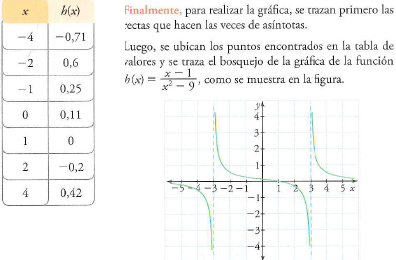 x h(x)
−4 −0,71
−2 0,6
−1 0,25
0 0,11
1 0
2 −0,2
4 0,42
Finalmente, para realizar la gráfica, se trazan primero las
rectas que hacen las veces de asíntotas.
Luego, se ubican los puntos encontrados en la tabla de
valores y se traza el bosquejo de la gráfica de la función
h(x) = x − 1 / x² − 9, como se muestra en la figura.
y
4
3
2
1
−5 −4 −3 −2 −1 1 2 3 4 5 x
−1
−2
−3
−4